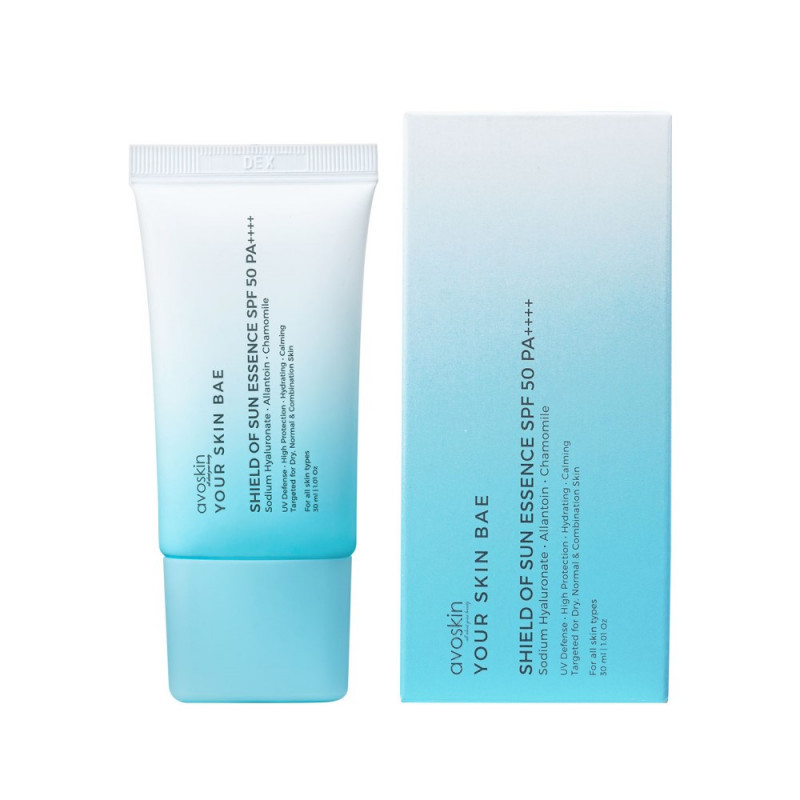 DEX
avoskin
YOUR SKIN BAE
SHIELD OF SUN ESSENCE SPF 50 PA++++
Sodium Hyaluronate • Allantoin • Chamomile
UV Defense • High Protection • Hydrating • Calming
Targeted for Dry, Normal & Combination Skin
For all skin types
30 ml | 1.01 Oz
avoskin
YOUR SKIN BAE
SHIELD OF SUN ESSENCE SPF 50 PA++++
Sodium Hyaluronate • Allantoin • Chamomile
UV Defense • High Protection • Hydrating • Calming
Targeted for Dry, Normal & Combination Skin
For all skin types
30 ml | 1.01 Oz